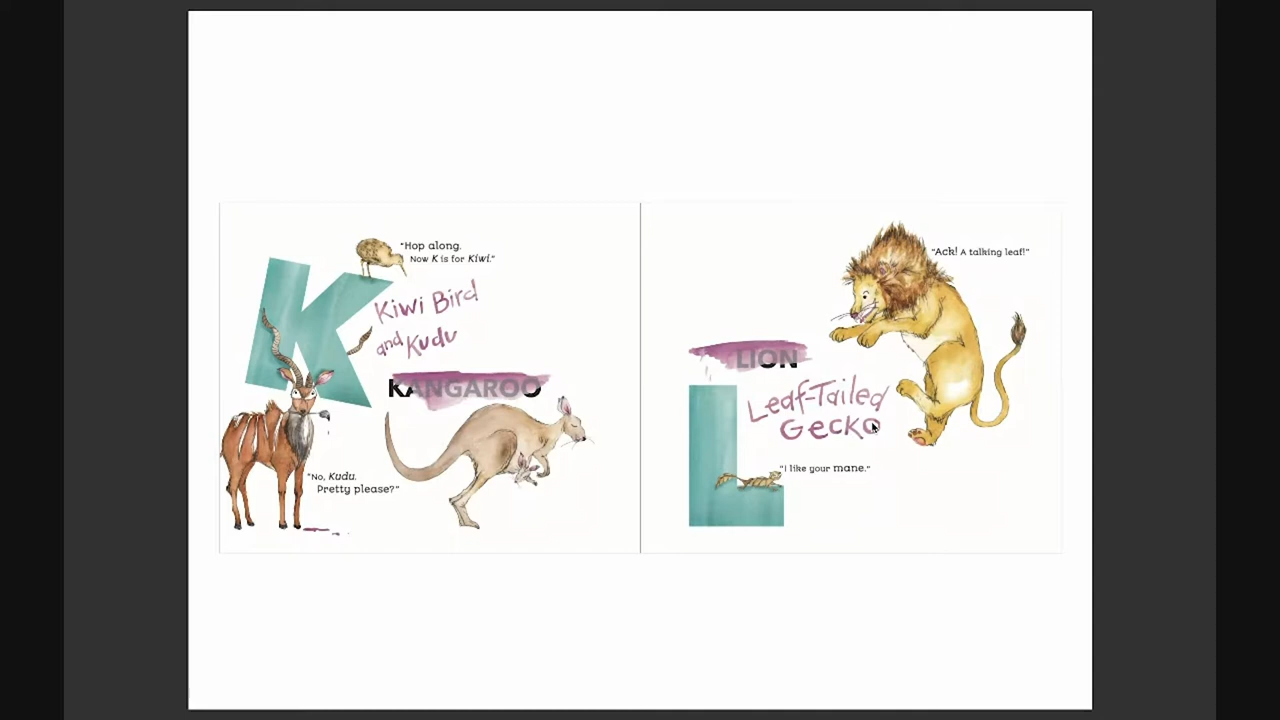 "Hop along.
Now K is for Kiwi."
K
Kiwi Bird
and Kudu
KANGAROO
"No, Kudu.
Pretty please?"
"Ack! A talking leaf!"
LION
Leaf-Tailed
Gecko
"I like your mane."
L